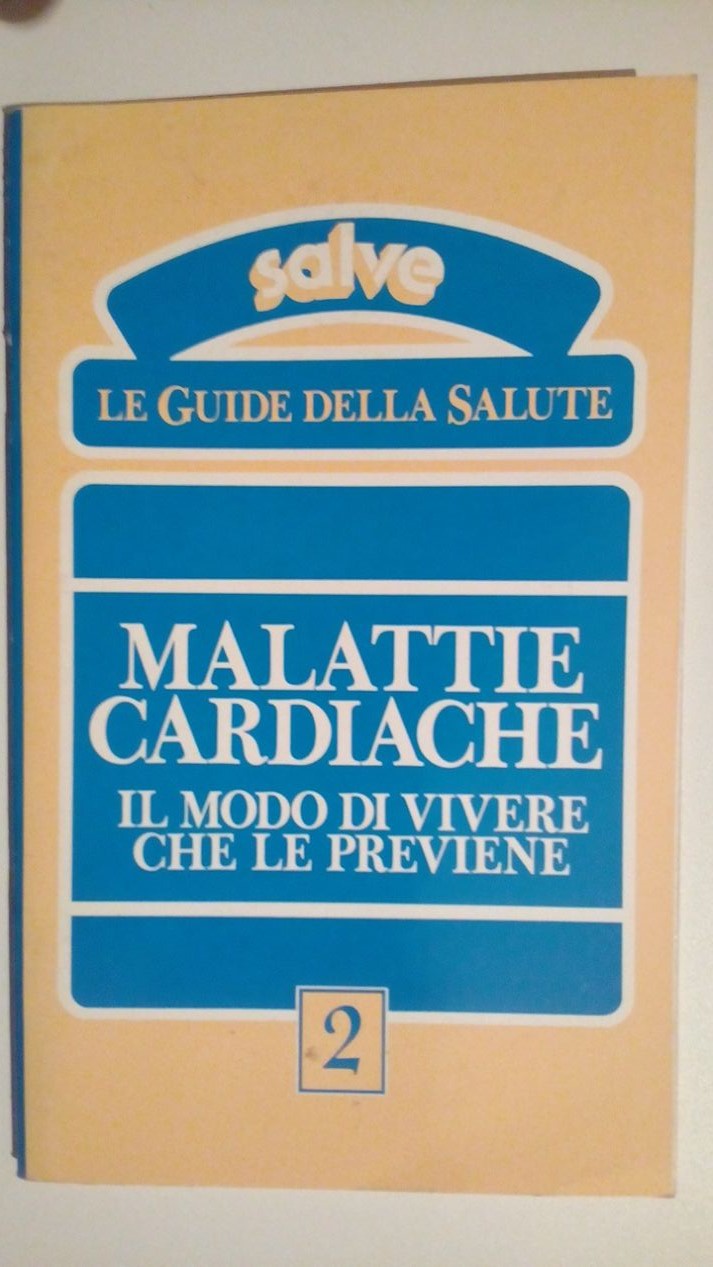 salve
LE GUIDE DELLA SALUTE
MALATTIE
CARDIACHE
IL MODO DI VIVERE
CHE LE PREVIENE
2